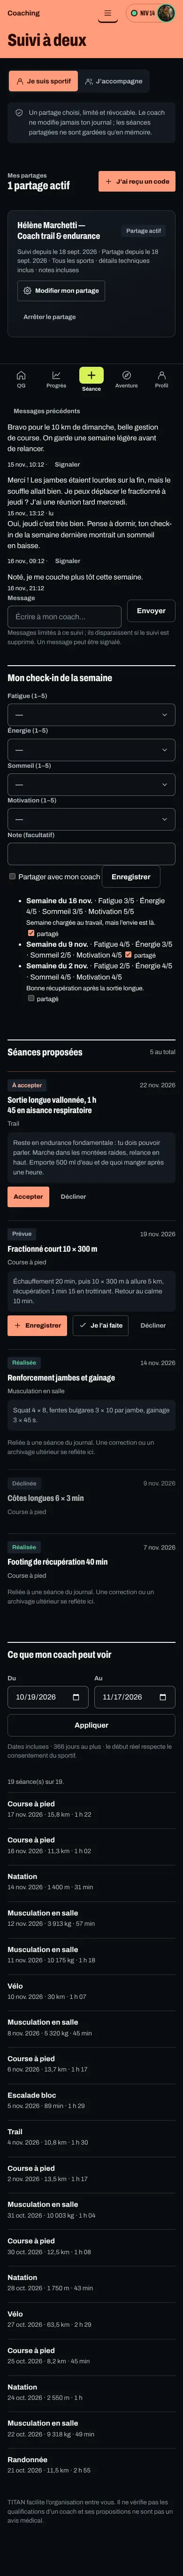 Coaching
NIV 14
Suivi à deux
Je suis sportif
J'accompagne
Un partage choisi, limité et révocable. Le coach
ne modifie jamais ton journal ; les séances
partagées ne sont gardées qu'en mémoire.
Mes partages
1 partage actif
J'ai reçu un code
Hélène Marchetti —
Coach trail & endurance
Partage actif
Suivi depuis le 18 sept. 2026 · Partage depuis le 18
sept. 2026 · Tous les sports · détails techniques
inclus · notes incluses
Modifier mon partage
Arrêter le partage
QG
Progrès
Séance
Aventure
Profil
Messages précédents
Bravo pour le 10 km de dimanche, belle gestion
de course. On garde une semaine légère avant
de relancer.
15 nov., 10:12 ·
Signaler
Merci ! Les jambes étaient lourdes sur la fin, mais le
souffle allait bien. Je peux déplacer le fractionné à
jeudi ? J'ai une réunion tard mercredi.
15 nov., 13:12 · lu
Oui, jeudi c'est très bien. Pense à dormir, ton check-
in de la semaine dernière montrait un sommeil
en baisse.
16 nov., 09:12 ·
Signaler
Noté, je me couche plus tôt cette semaine.
16 nov., 21:12
Message
Écrire à mon coach…
Envoyer
Messages limités à ce suivi ; ils disparaissent si le suivi est
supprimé. Un message peut être signalé.
Mon check-in de la semaine
Fatigue (1–5)
—
Énergie (1–5)
—
Sommeil (1–5)
—
Motivation (1–5)
—
Note (facultatif)
Partager avec mon coach
Enregistrer
Semaine du 16 nov. · Fatigue 3/5 · Énergie
4/5 · Sommeil 3/5 · Motivation 5/5
Semaine chargée au travail, mais l'envie est là.
partagé
Semaine du 9 nov. · Fatigue 4/5 · Énergie 3/5
· Sommeil 2/5 · Motivation 4/5
partagé
Semaine du 2 nov. · Fatigue 2/5 · Énergie 4/5
· Sommeil 4/5 · Motivation 4/5
Bonne récupération après la sortie longue.
partagé
Séances proposées
5 au total
À accepter
22 nov. 2026
Sortie longue vallonnée, 1 h
45 en aisance respiratoire
Trail
Reste en endurance fondamentale : tu dois pouvoir
parler. Marche dans les montées raides, relance en
haut. Emporte 500 ml d'eau et de quoi manger après
une heure.
Accepter
Décliner
Prévue
19 nov. 2026
Fractionné court 10 × 300 m
Course à pied
Échauffement 20 min, puis 10 × 300 m à allure 5 km,
récupération 1 min 15 en trottinant. Retour au calme
10 min.
Enregistrer
Je l'ai faite
Décliner
Réalisée
14 nov. 2026
Renforcement jambes et gainage
Musculation en salle
Squat 4 × 8, fentes bulgares 3 × 10 par jambe, gainage
3 × 45 s.
Reliée à une séance du journal. Une correction ou un
archivage ultérieur se reflète ici.
Déclinée
9 nov. 2026
Côtes longues 6 × 3 min
Course à pied
Réalisée
7 nov. 2026
Footing de récupération 40 min
Course à pied
Reliée à une séance du journal. Une correction ou un
archivage ultérieur se reflète ici.
Ce que mon coach peut voir
Du
Au
10/19/2026
11/17/2026
Appliquer
Dates incluses · 366 jours au plus · le début réel respecte le
consentement du sportif.
19 séance(s) sur 19.
Course à pied
17 nov. 2026 · 15,8 km · 1 h 22
Course à pied
16 nov. 2026 · 11,3 km · 1 h 02
Natation
14 nov. 2026 · 1 400 m · 31 min
Musculation en salle
12 nov. 2026 · 3 913 kg · 57 min
Musculation en salle
11 nov. 2026 · 10 175 kg · 1 h 18
Vélo
10 nov. 2026 · 30 km · 1 h 07
Musculation en salle
8 nov. 2026 · 5 320 kg · 45 min
Course à pied
6 nov. 2026 · 13,7 km · 1 h 17
Escalade bloc
5 nov. 2026 · 89 min · 1 h 29
Trail
4 nov. 2026 · 10,8 km · 1 h 30
Course à pied
2 nov. 2026 · 13,5 km · 1 h 17
Musculation en salle
31 oct. 2026 · 10 003 kg · 1 h 04
Course à pied
30 oct. 2026 · 12,5 km · 1 h 08
Natation
28 oct. 2026 · 1 750 m · 43 min
Vélo
27 oct. 2026 · 63,5 km · 2 h 29
Course à pied
25 oct. 2026 · 8,2 km · 45 min
Natation
24 oct. 2026 · 2 550 m · 1 h
Musculation en salle
22 oct. 2026 · 9 318 kg · 49 min
Randonnée
21 oct. 2026 · 11,5 km · 2 h 55
TITAN facilite l'organisation entre vous. Il ne vérifie pas les
qualifications d'un coach et ses propositions ne sont pas un
avis médical.